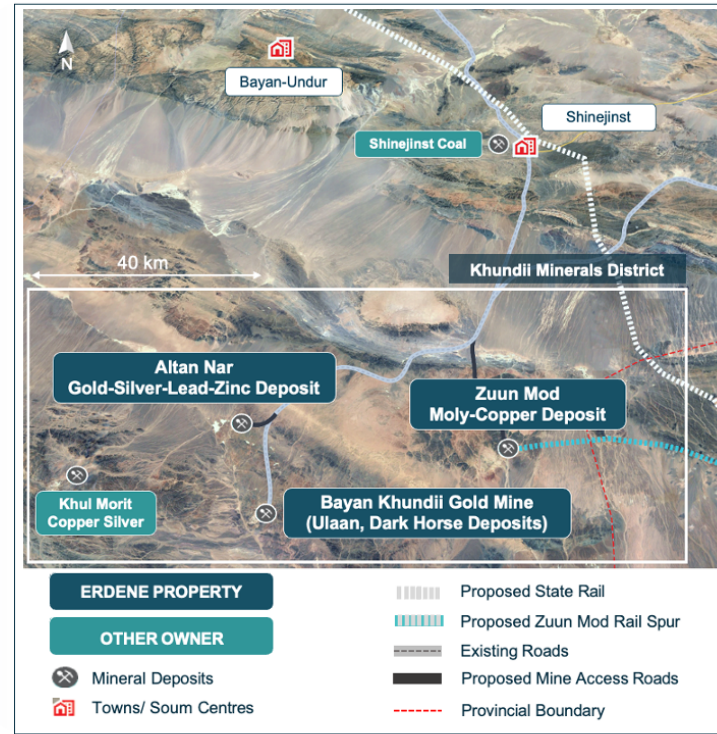 N
Bayan-Undur
Shinejinst
Shinejinst Coal
40 km
Khundii Minerals District
Altan Nar
Gold-Silver-Lead-Zinc Deposit
Zuun Mod
Moly-Copper Deposit
Khul Morit
Copper Silver
Bayan Khundii Gold Mine
(Ulaan, Dark Horse Deposits)
ERDENE PROPERTY
OTHER OWNER
Mineral Deposits
Towns/ Soum Centres
Proposed State Rail
Proposed Zuun Mod Rail Spur
Existing Roads
Proposed Mine Access Roads
Provincial Boundary